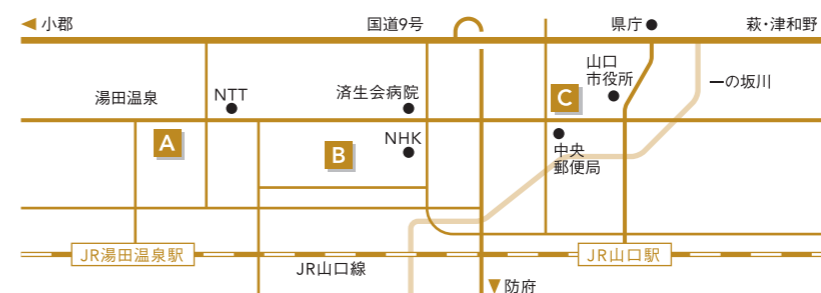 ◀ 小郡
国道9号
県庁
萩・津和野
湯田温泉
NTT
済生会病院
C
山口
市役所
一の坂川
A
B
NHK
中央
郵便局
JR湯田温泉駅
JR山口線
JR山口駅
▼ 防府